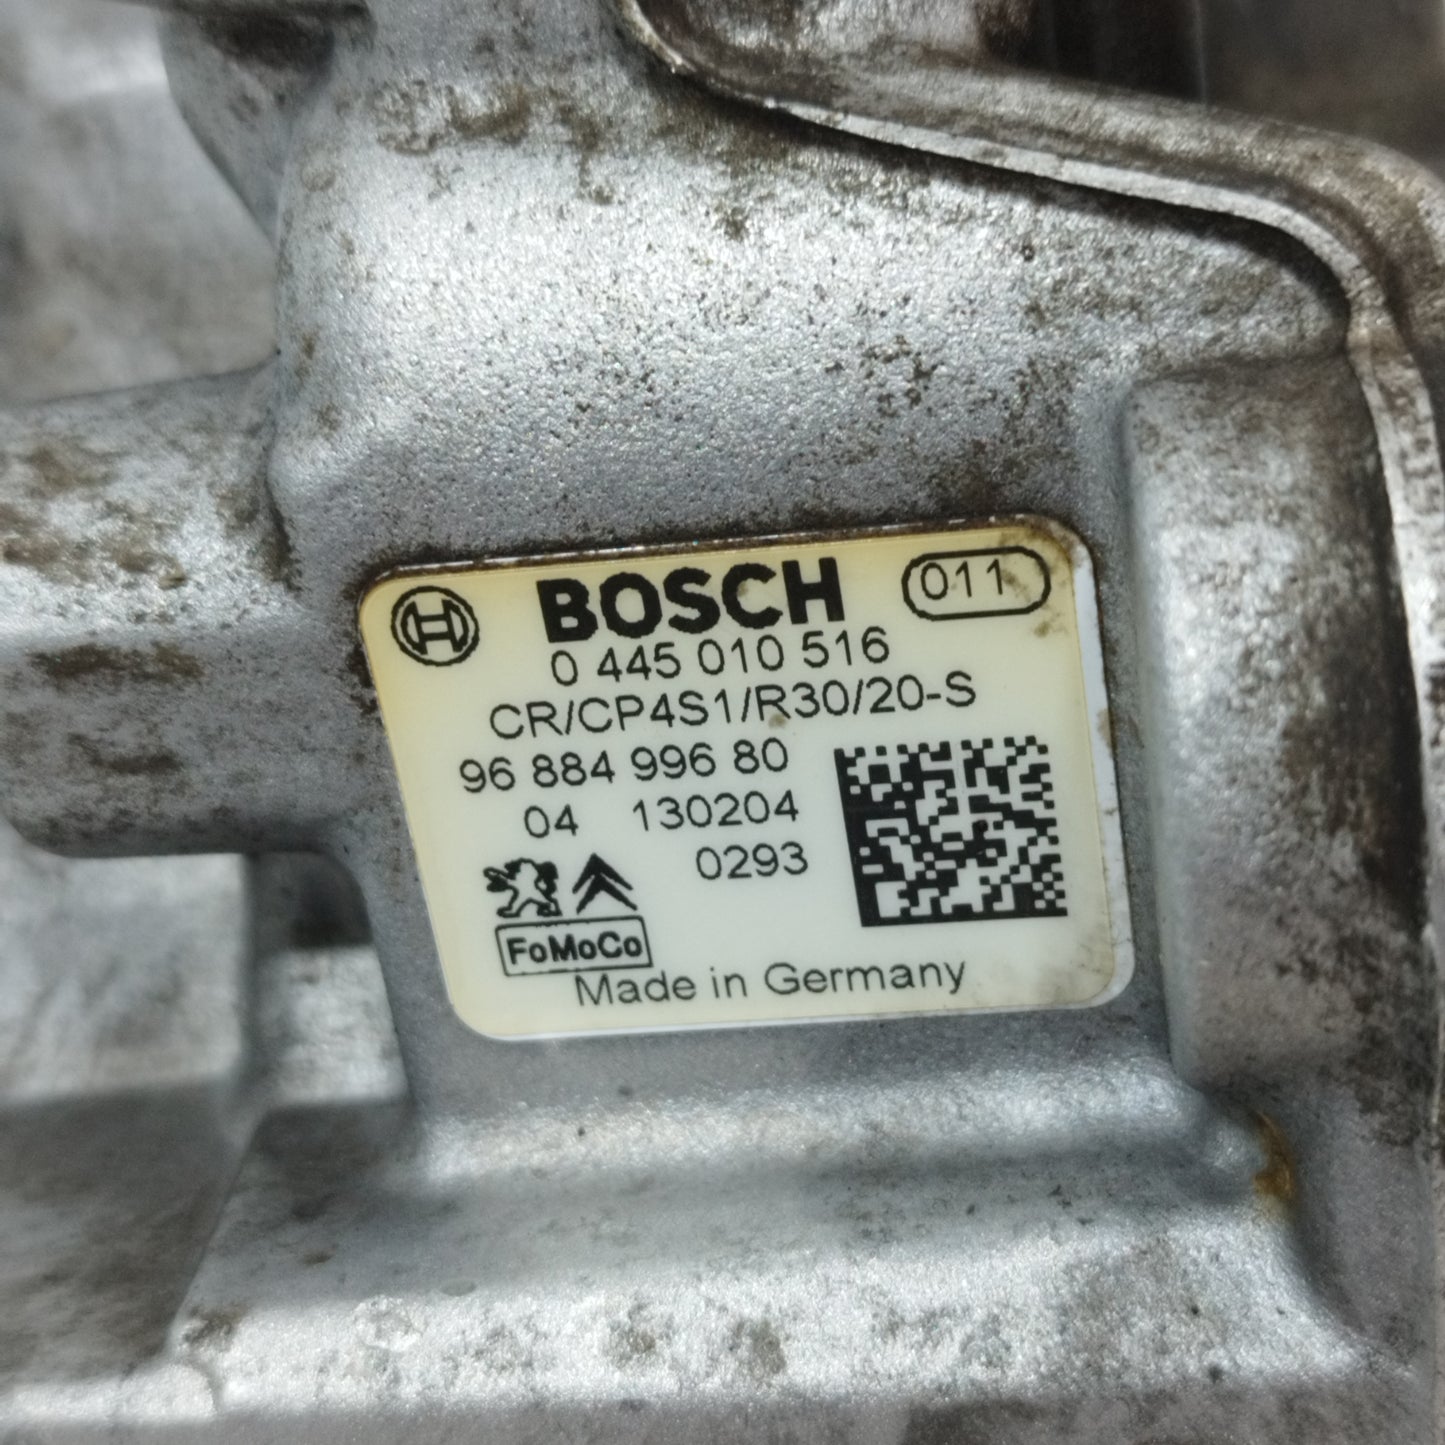 BOSCH 011
0 445 010 516
CR/CP4S1/R30/20-S
96 884 996 80
04 130204
0293
FoMoCo
Made in Germany